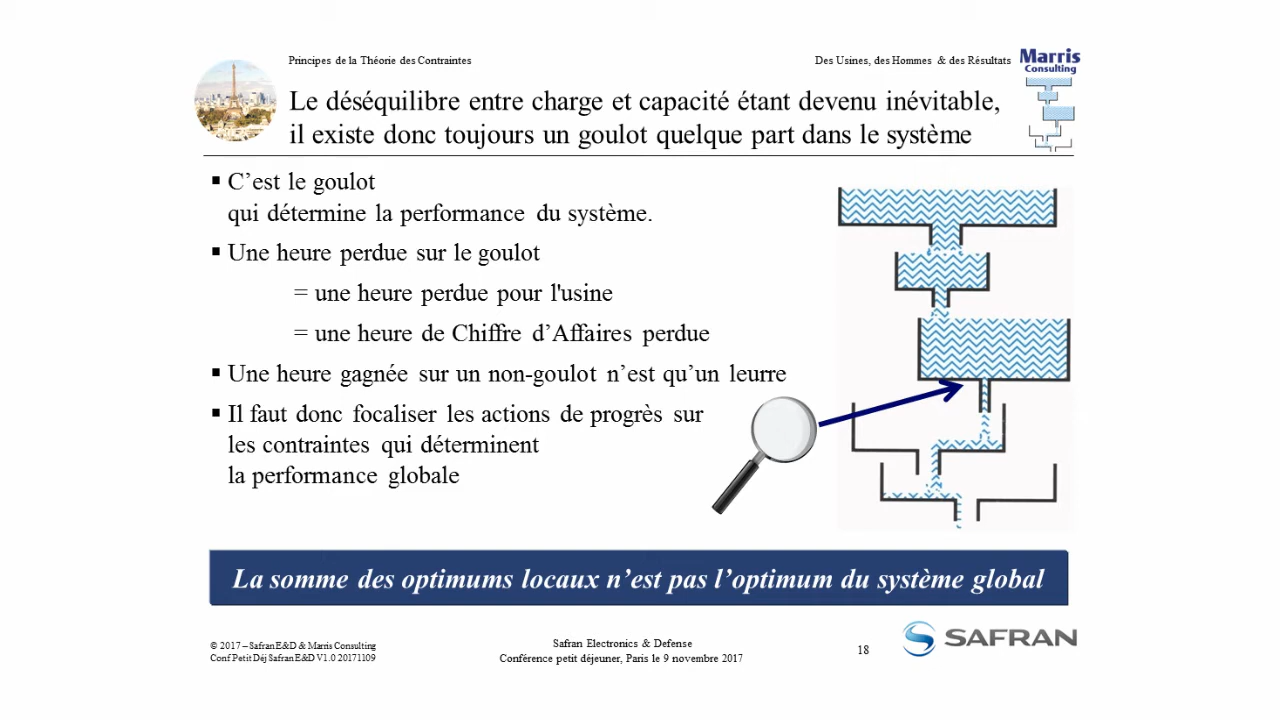 Principes de la Théorie des Contraintes
Des Usines, des Hommes & des Résultats
Marris
Consulting
Le déséquilibre entre charge et capacité étant devenu inévitable,
il existe donc toujours un goulot quelque part dans le système
▪ C’est le goulot
qui détermine la performance du système.
▪ Une heure perdue sur le goulot
= une heure perdue pour l'usine
= une heure de Chiffre d’Affaires perdue
▪ Une heure gagnée sur un non-goulot n’est qu’un leurre
▪ Il faut donc focaliser les actions de progrès sur
les contraintes qui déterminent
la performance globale
La somme des optimums locaux n’est pas l’optimum du système global
© 2017 – Safran E&D & Marris Consulting
Conf Petit Déj Safran E&D V1.0 20171109
Safran Electronics & Defense
Conférence petit déjeuner, Paris le 9 novembre 2017
18
SAFRAN